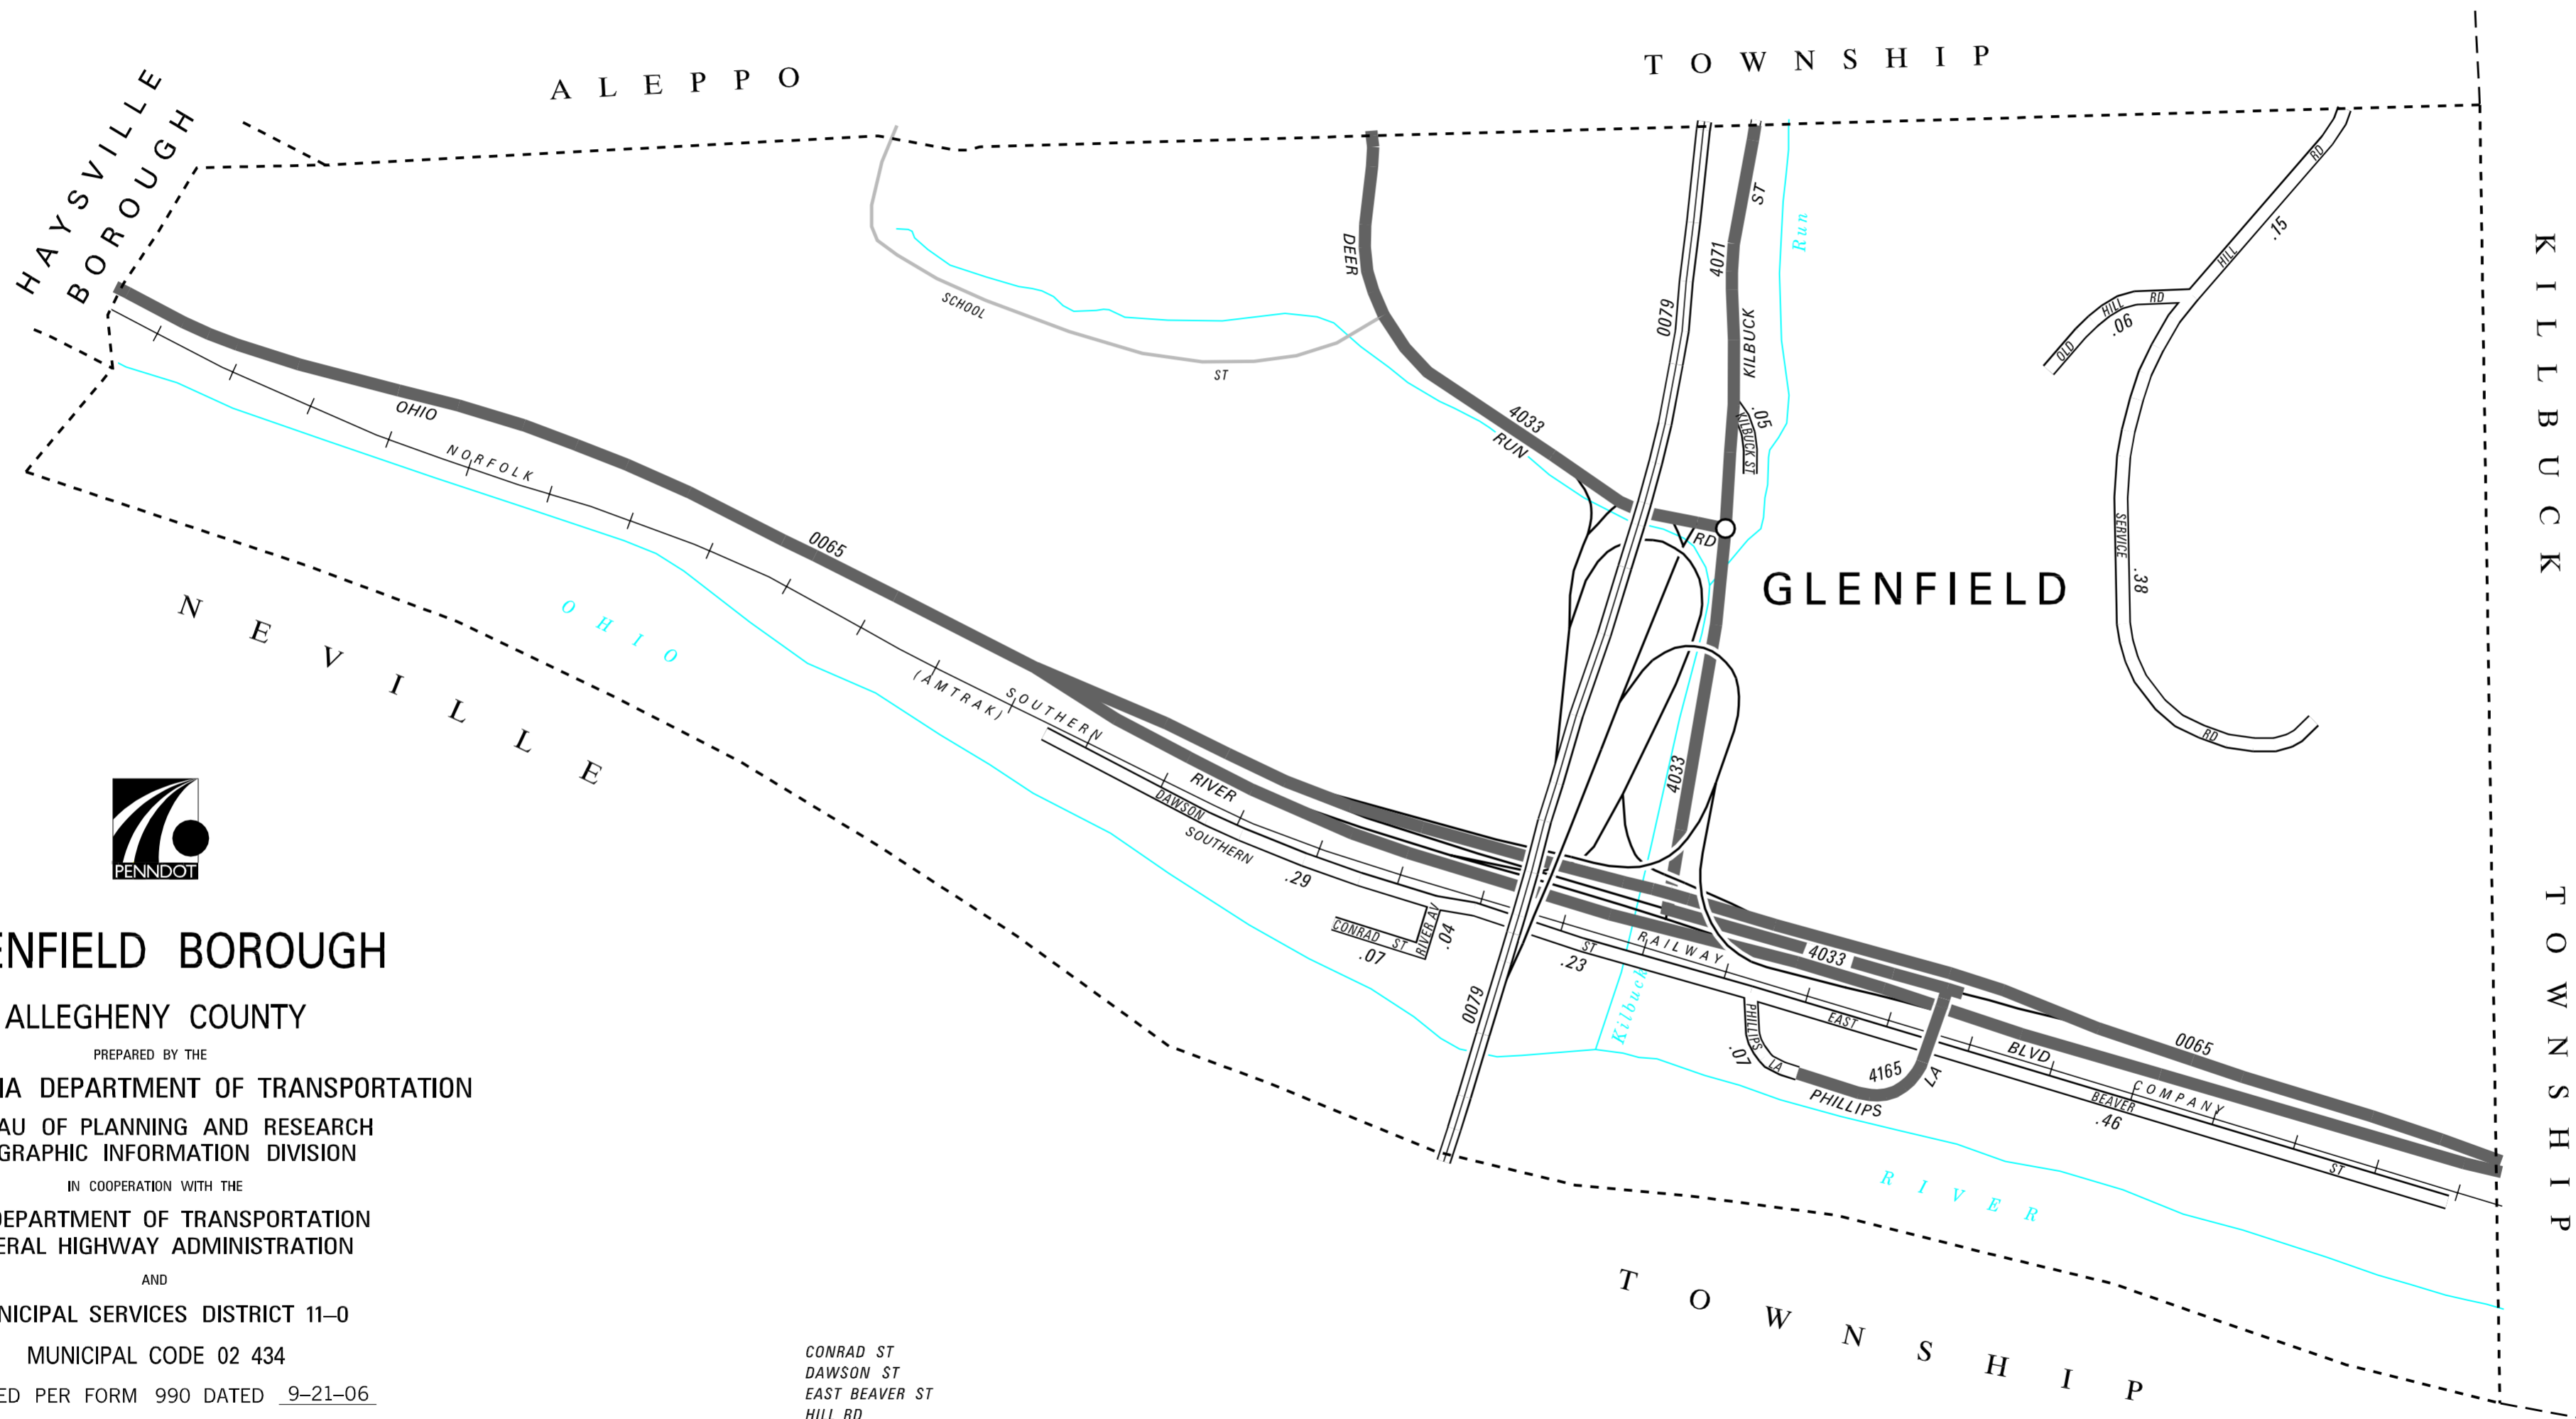 ALEPPO
TOWNSHIP
HAYSVILLE
BOROUGH
KILBUCK
TOWNSHIP
NEVILLE
TOWNSHIP
OHIO
RIVER
Run
Kilbuck
GLENFIELD
SCHOOL
ST
DEER
4033
RUN
RD
0079
4071
ST
KILBUCK
.05
KILBUCK ST
RD
HILL
.15
OLD
HILL
RD
.06
SERVICE
.38
RD
OHIO
NORFOLK
0065
(AMTRAK)
SOUTHERN
RIVER
DAWSON
SOUTHERN
.29
CONRAD ST
.07
RIVER AV
.04
4033
ST
.23
RAILWAY
4033
0079
PHILLIPS
LA
.07
EAST
4165
LA
PHILLIPS
BLVD
0065
COMPANY
BEAVER
.46
ST
PENNDOT
ENFIELD BOROUGH
ALLEGHENY COUNTY
PREPARED BY THE
IA DEPARTMENT OF TRANSPORTATION
AU OF PLANNING AND RESEARCH
GRAPHIC INFORMATION DIVISION
IN COOPERATION WITH THE
DEPARTMENT OF TRANSPORTATION
ERAL HIGHWAY ADMINISTRATION
AND
NICIPAL SERVICES DISTRICT 11–0
MUNICIPAL CODE 02 434
ED PER FORM 990 DATED 9–21–06
CONRAD ST
DAWSON ST
EAST BEAVER ST
HILL RD